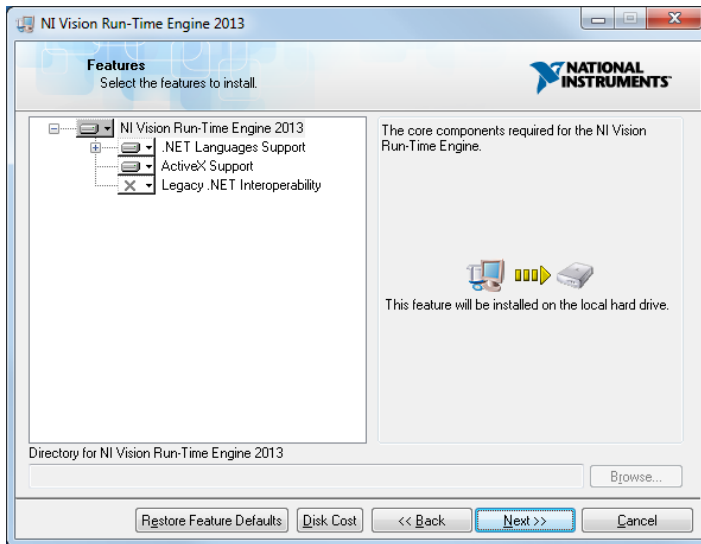 NI Vision Run-Time Engine 2013
Features
Select the features to install.
NATIONAL
INSTRUMENTS
NI Vision Run-Time Engine 2013
.NET Languages Support
ActiveX Support
Legacy .NET Interoperability
The core components required for the NI Vision
Run-Time Engine.
This feature will be installed on the local hard drive.
Directory for NI Vision Run-Time Engine 2013
Browse...
Restore Feature Defaults
Disk Cost
<< Back
Next >>
Cancel